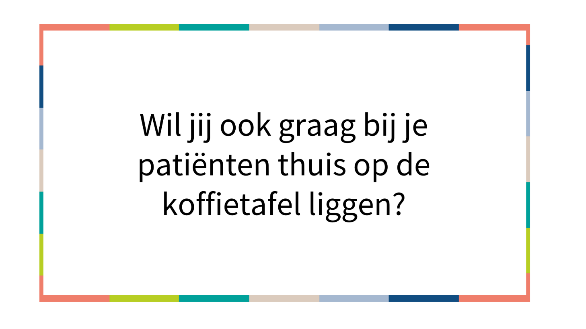 Wil jij ook graag bij je
patiënten thuis op de
koffietafel liggen?